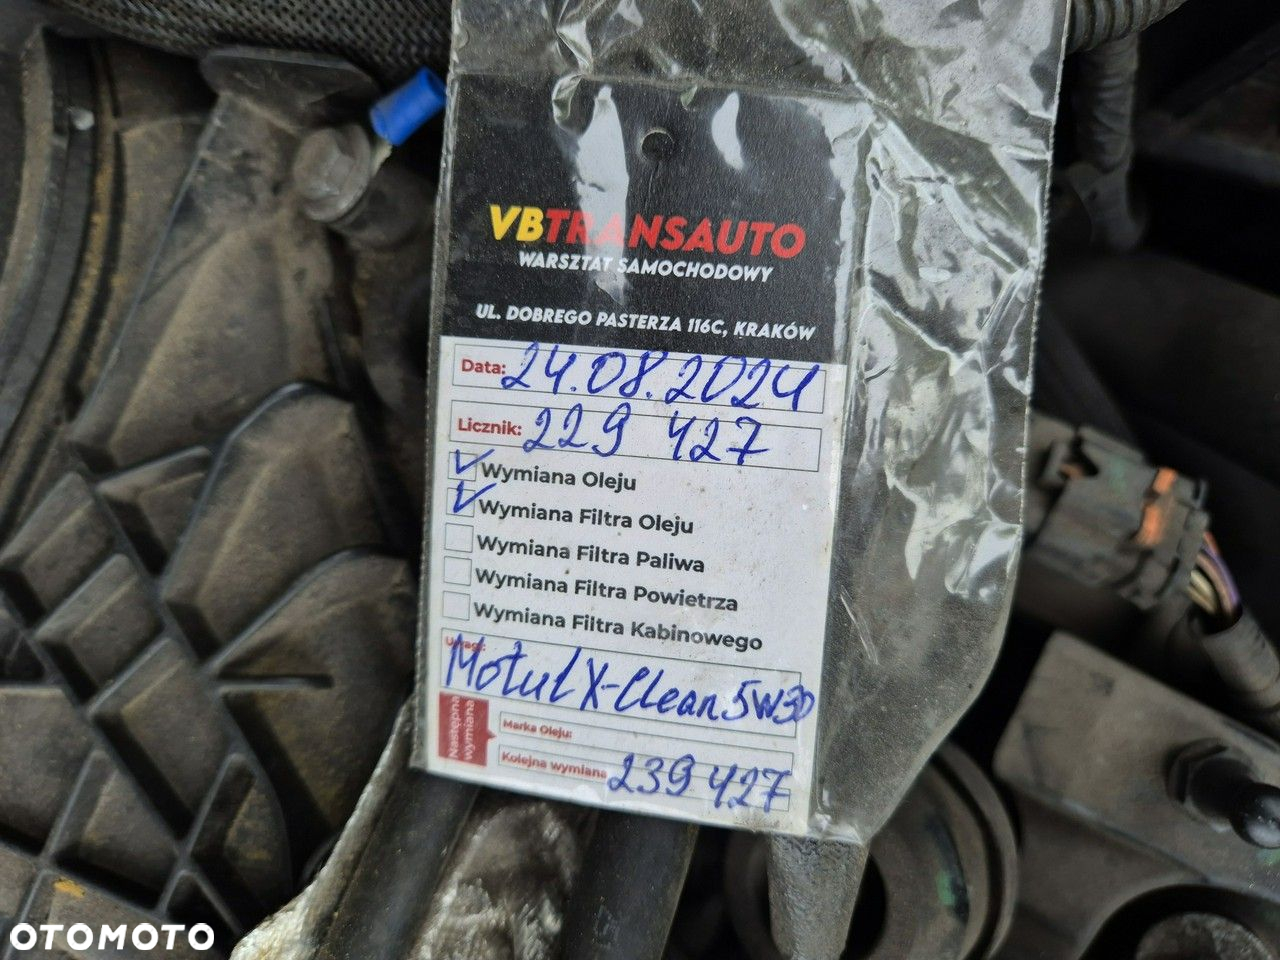 VBTRANSAUTO
WARSZTAT SAMOCHODOWY
UL. DOBREGO PASTERZA 116C, KRAKÓW
Data: 24.08.2024
Licznik: 229 427
Wymiana Oleju
Wymiana Filtra Oleju
Wymiana Filtra Paliwa
Wymiana Filtra Powietrza
Wymiana Filtra Kabinowego
Uwagi:
Motul X-Clean 5W30
Następna wymiana
Marka Oleju:
Kolejna wymiana 239 427
OTOMOTO